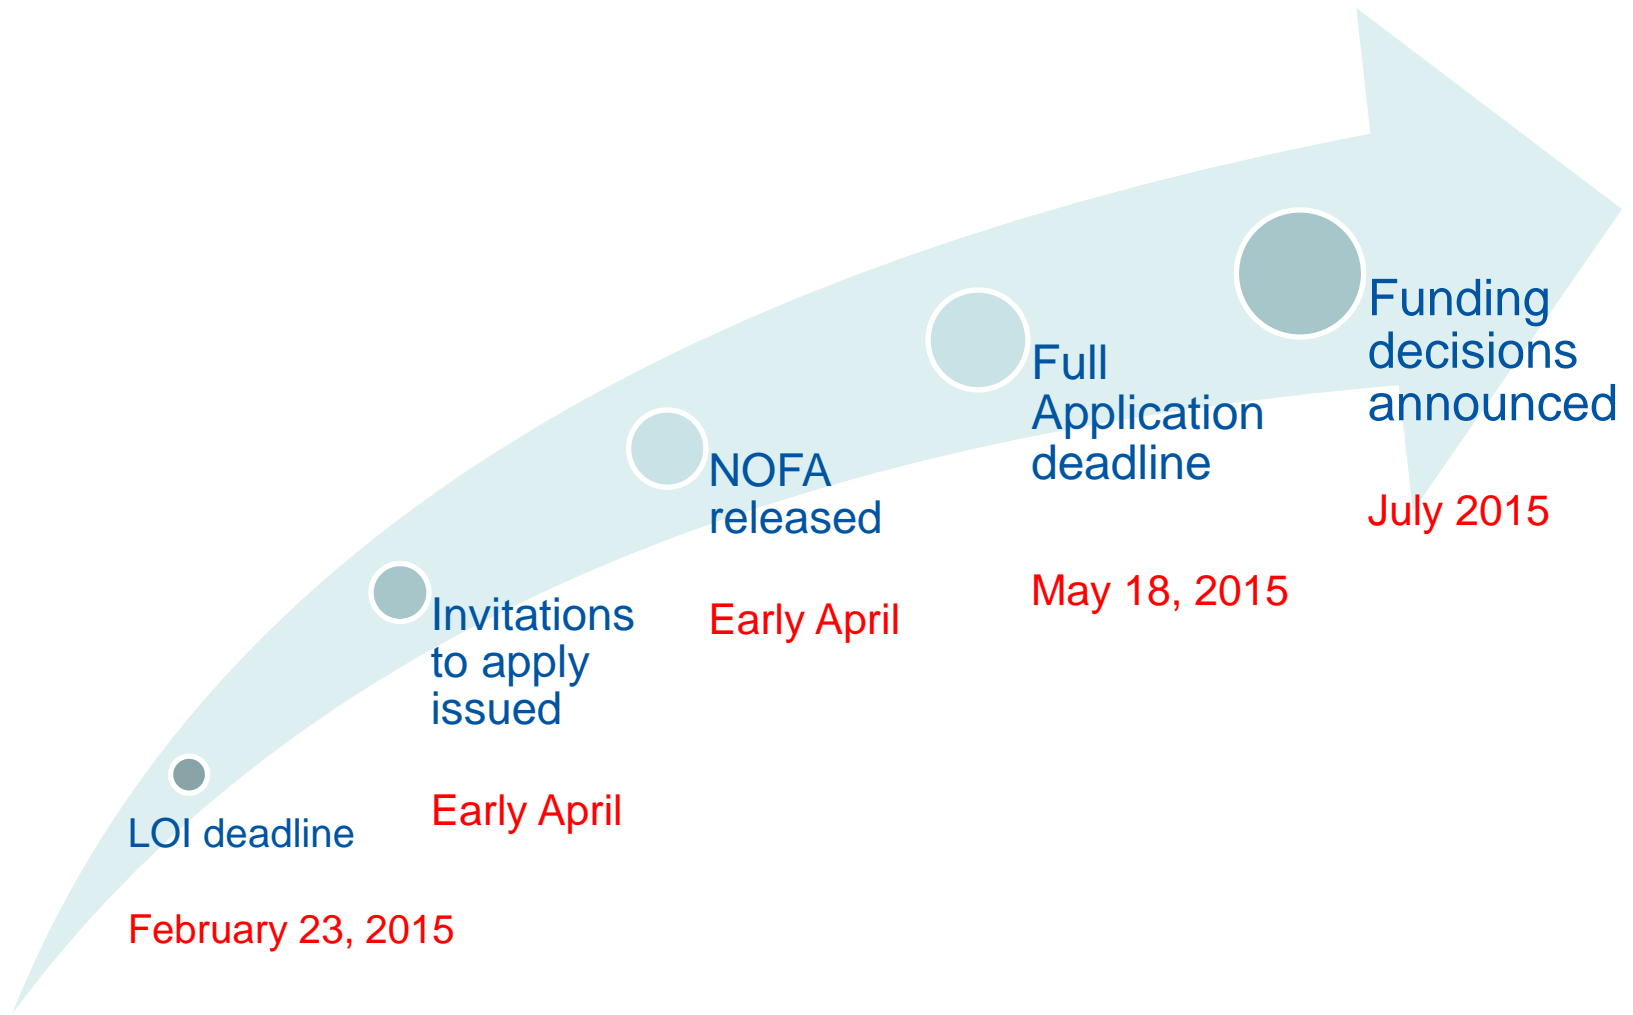 LOI deadline
February 23, 2015
Invitations
to apply
issued
Early April
NOFA
released
Early April
Full
Application
deadline
May 18, 2015
Funding
decisions
announced
July 2015